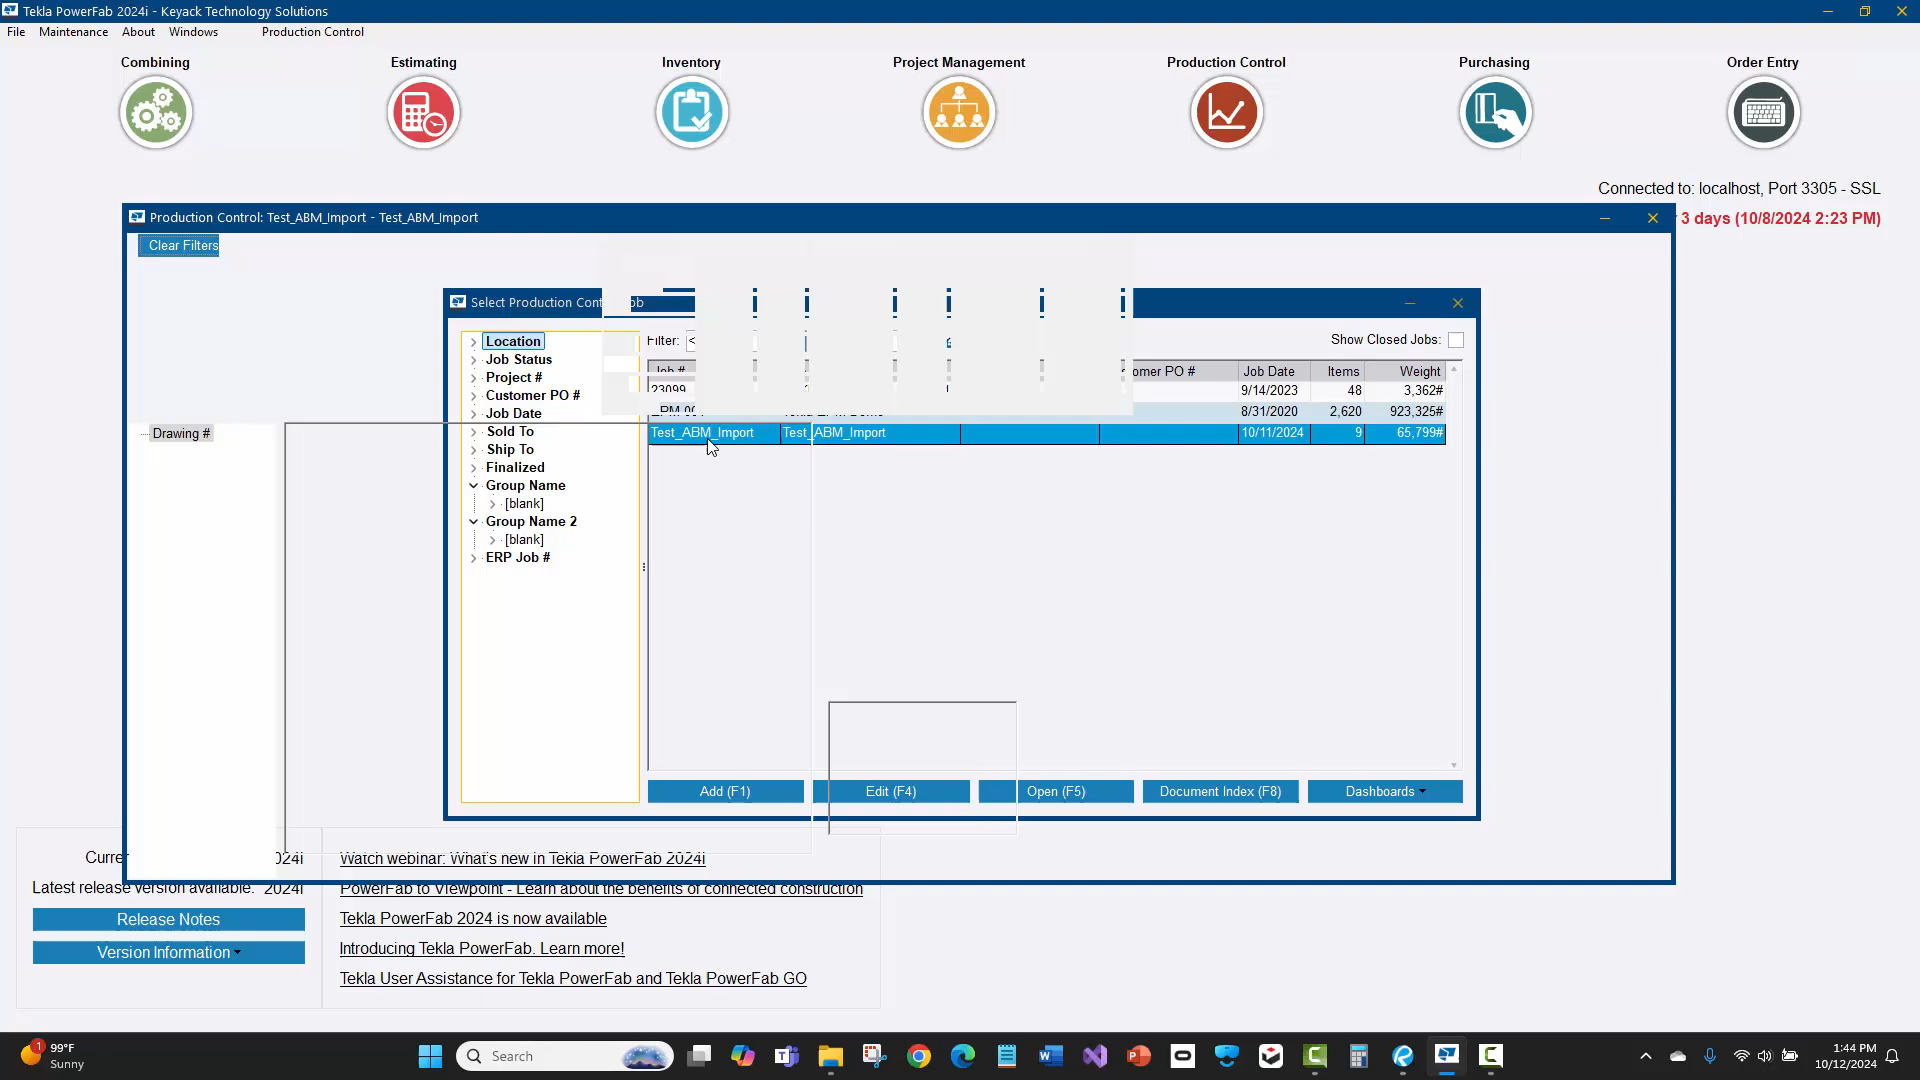 Tekla PowerFab 2024i - Keyack Technology Solutions
File Maintenance About Windows Production Control
Combining Estimating Inventory Project Management Production Control Purchasing Order Entry
Connected to: localhost, Port 3305 - SSL
3 days (10/8/2024 2:23 PM)
Production Control: Test_ABM_Import - Test_ABM_Import
Clear Filters
Drawing #
Select Production Cont ob
Location
Job Status
Project #
Customer PO #
Job Date
Sold To
Ship To
Finalized
Group Name
[blank]
Group Name 2
[blank]
ERP Job #
Filter: < Show Closed Jobs:
Job # omer PO # Job Date Items Weight
23099 9/14/2023 48 3,362#
8/31/2020 2,620 923,325#
Test_ABM_Import Test_ABM_Import 10/11/2024 9 65,799#
Add (F1) Edit (F4) Open (F5) Document Index (F8) Dashboards
Curre 2024i
Latest release version available: 2024i
Release Notes
Version Information
Watch webinar: What's new in Tekla PowerFab 2024i
PowerFab to Viewpoint - Learn about the benefits of connected construction
Tekla PowerFab 2024 is now available
Introducing Tekla PowerFab. Learn more!
Tekla User Assistance for Tekla PowerFab and Tekla PowerFab GO
1
99°F
Sunny
Search
1:44 PM
10/12/2024